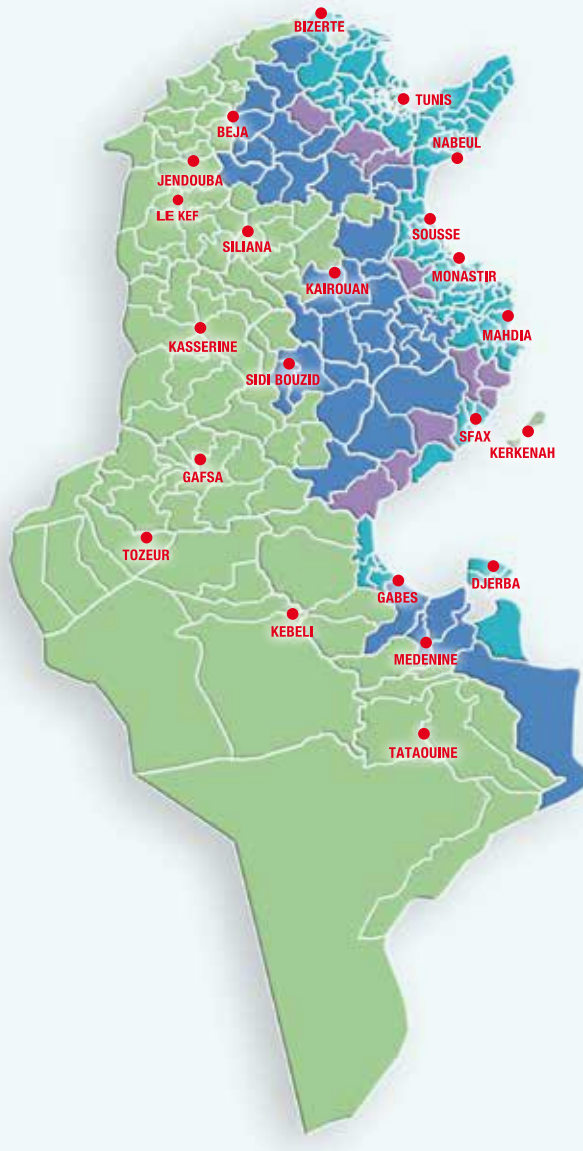 BIZERTE
TUNIS
BEJA
NABEUL
JENDOUBA
LE KEF
SOUSSE
SILIANA
MONASTIR
KAIROUAN
MAHDIA
KASSERINE
SIDI BOUZID
SFAX
KERKENAH
GAFSA
TOZEUR
DJERBA
GABES
KEBELI
MEDENINE
TATAOUINE